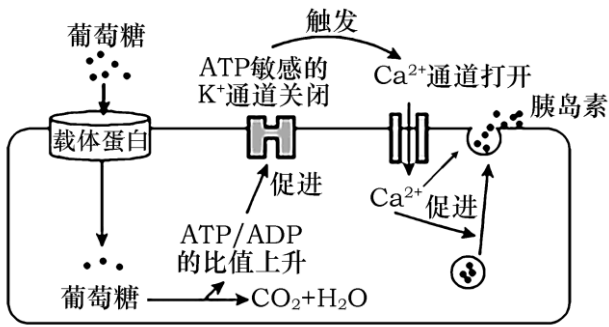 葡萄糖
触发
ATP敏感的
K⁺通道关闭
Ca²⁺通道打开
胰岛素
载体蛋白
促进
Ca²⁺
促进
ATP/ADP
的比值上升
葡萄糖
CO₂+H₂O